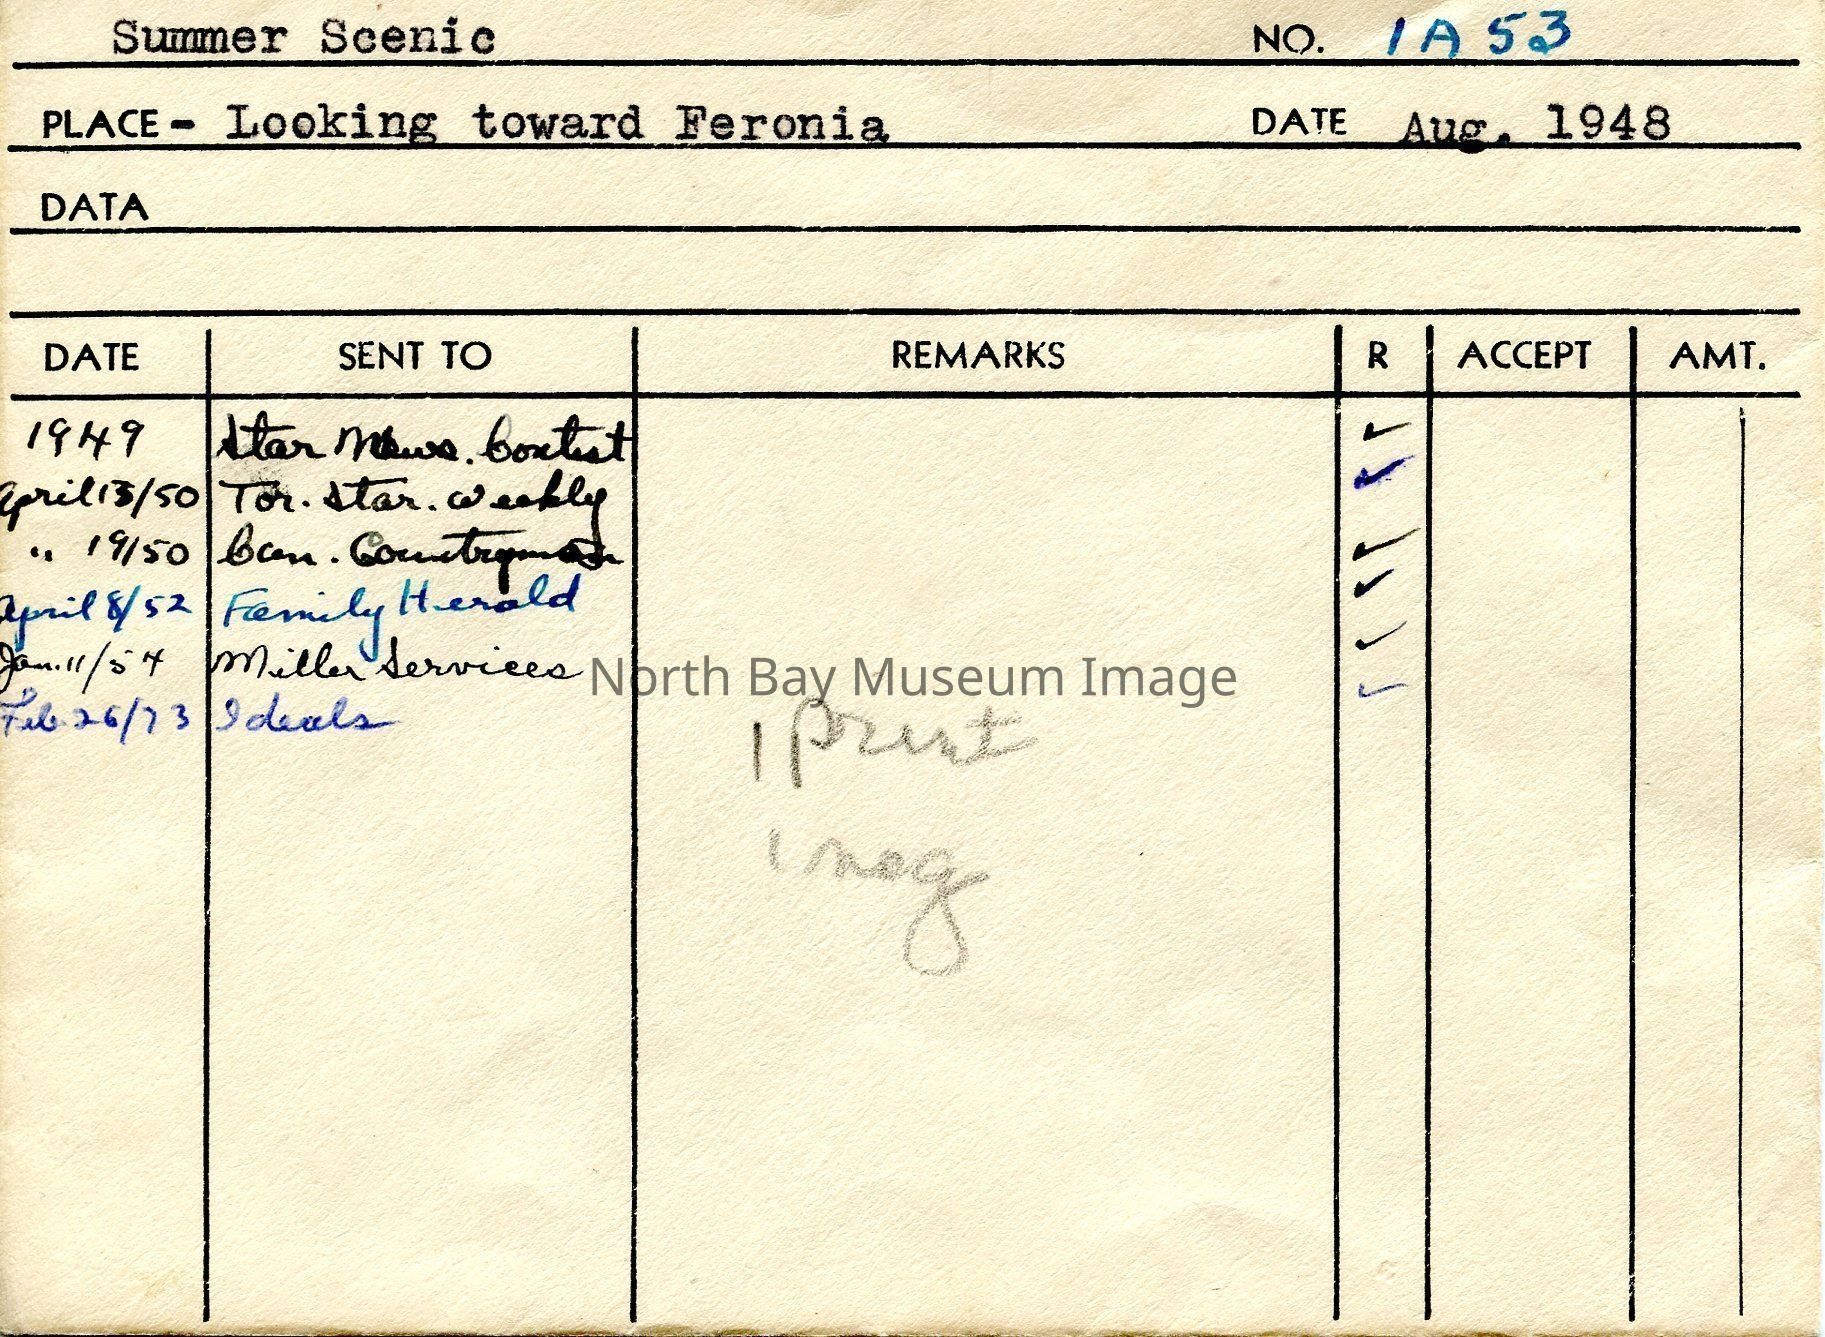 Summer Scenic NO. 1A53
PLACE - Looking toward Feronia DATE Aug. 1948
DATA
DATE SENT TO REMARKS R ACCEPT AMT.
1949 Star News. Contest ✓
April 13/50 Tor. Star. Weekly ✓
" 19/50 Can. Countryman ✓
April 8/52 Family Herald ✓
Jan. 11/54 Miller Services ✓
North Bay Museum Image
Feb 26/73 Ideals ✓
1 print
1 neg